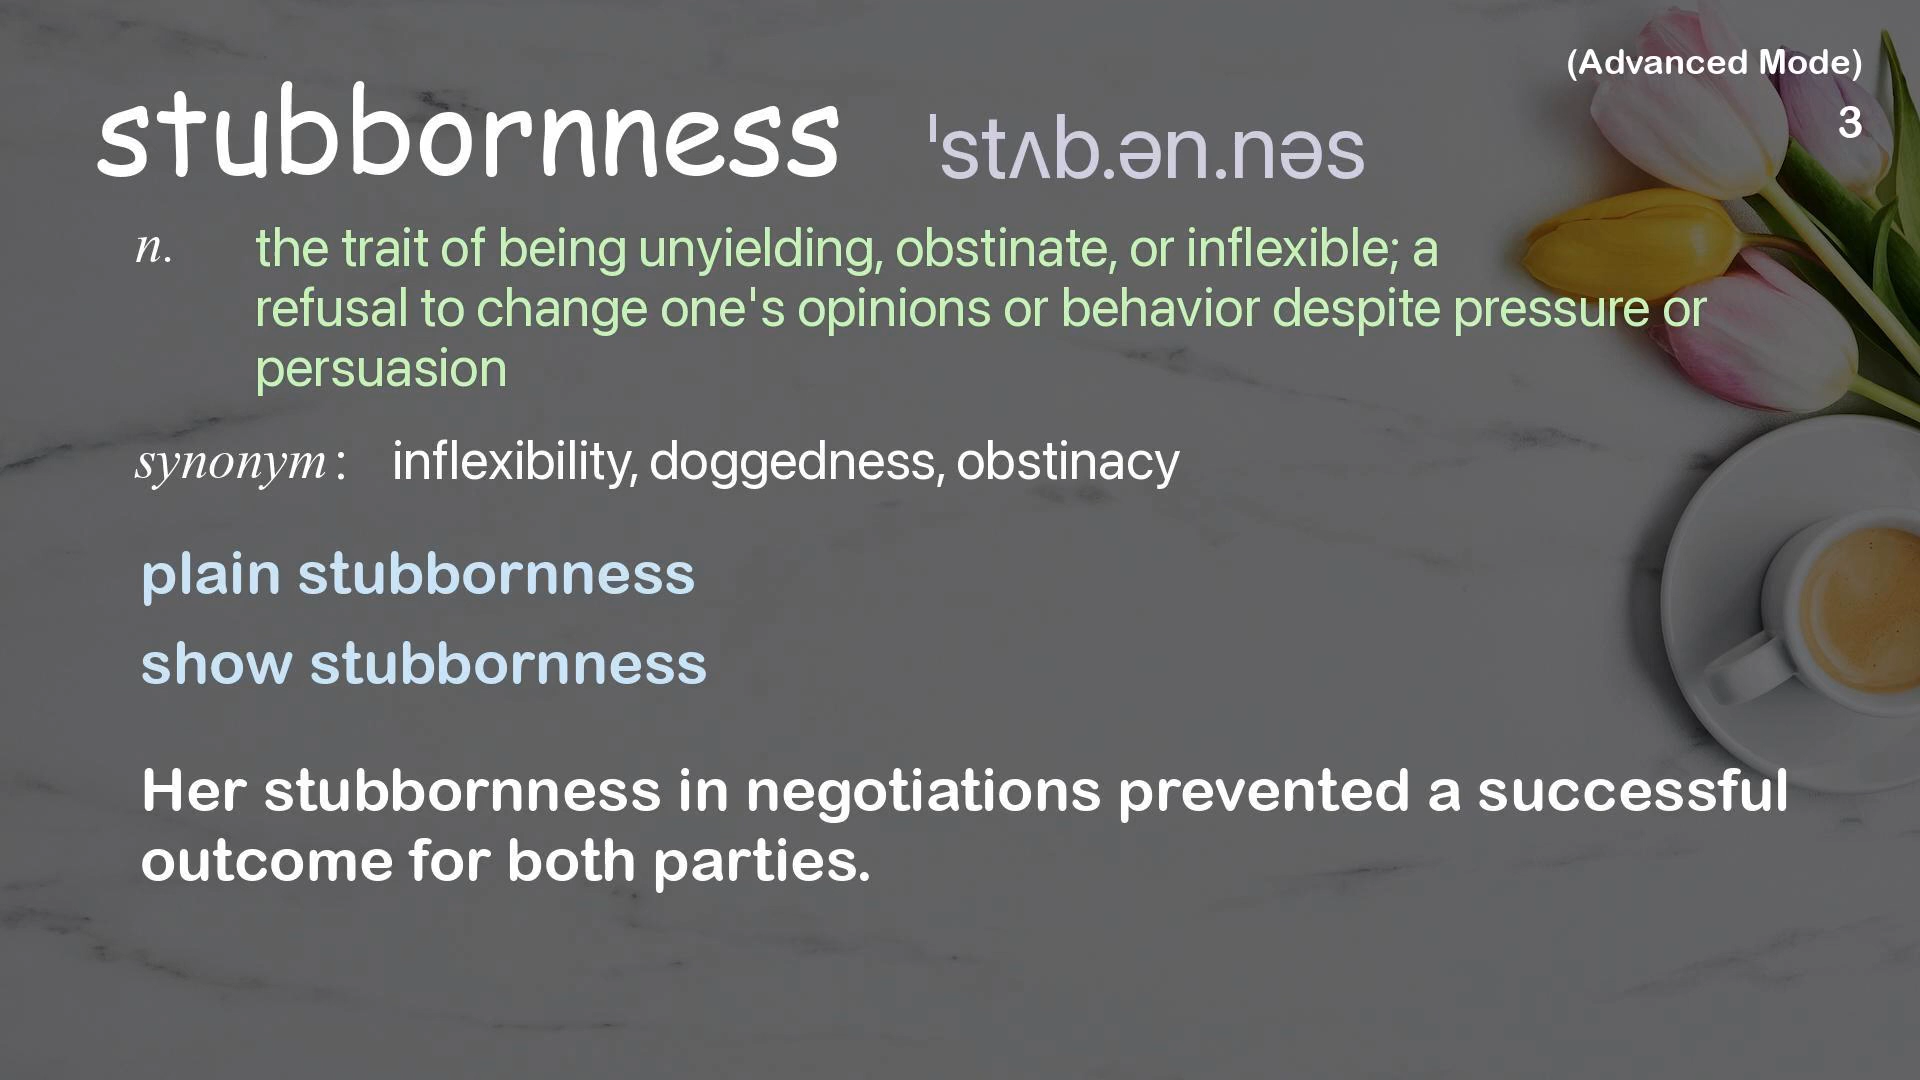 (Advanced Mode)
3
stubbornness ˈstʌb.ən.nəs
n. the trait of being unyielding, obstinate, or inflexible; a
refusal to change one's opinions or behavior despite pressure or
persuasion
synonym: inflexibility, doggedness, obstinacy
plain stubbornness
show stubbornness
Her stubbornness in negotiations prevented a successful
outcome for both parties.